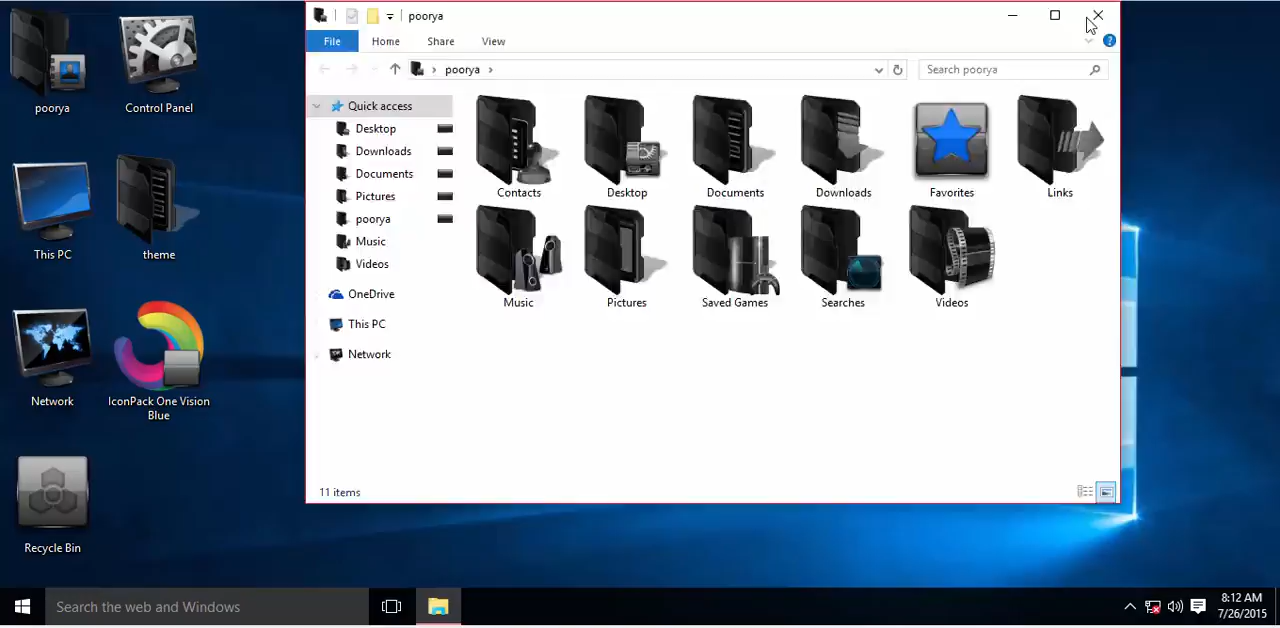 poorya
File
Home
Share
View
poorya
Search poorya
Quick access
Desktop
Downloads
Documents
Pictures
poorya
Music
Videos
OneDrive
This PC
Network
Contacts
Desktop
Documents
Downloads
Favorites
Links
Music
Pictures
Saved Games
Searches
Videos
11 items
poorya
Control Panel
This PC
theme
Network
IconPack One Vision
Blue
Recycle Bin
Search the web and Windows
8:12 AM
7/26/2015